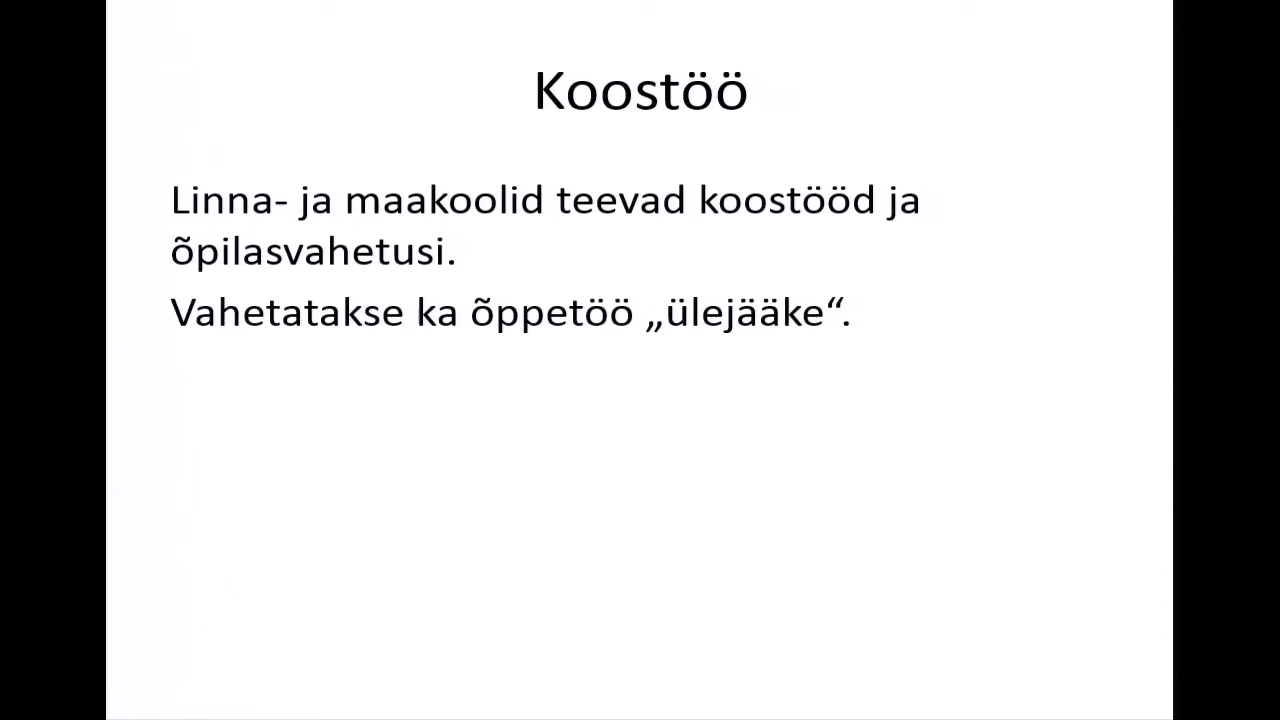 Koostöö
Linna- ja maakoolid teevad koostööd ja
õpilasvahetusi.
Vahetatakse ka õppetöö „ülejääke“.